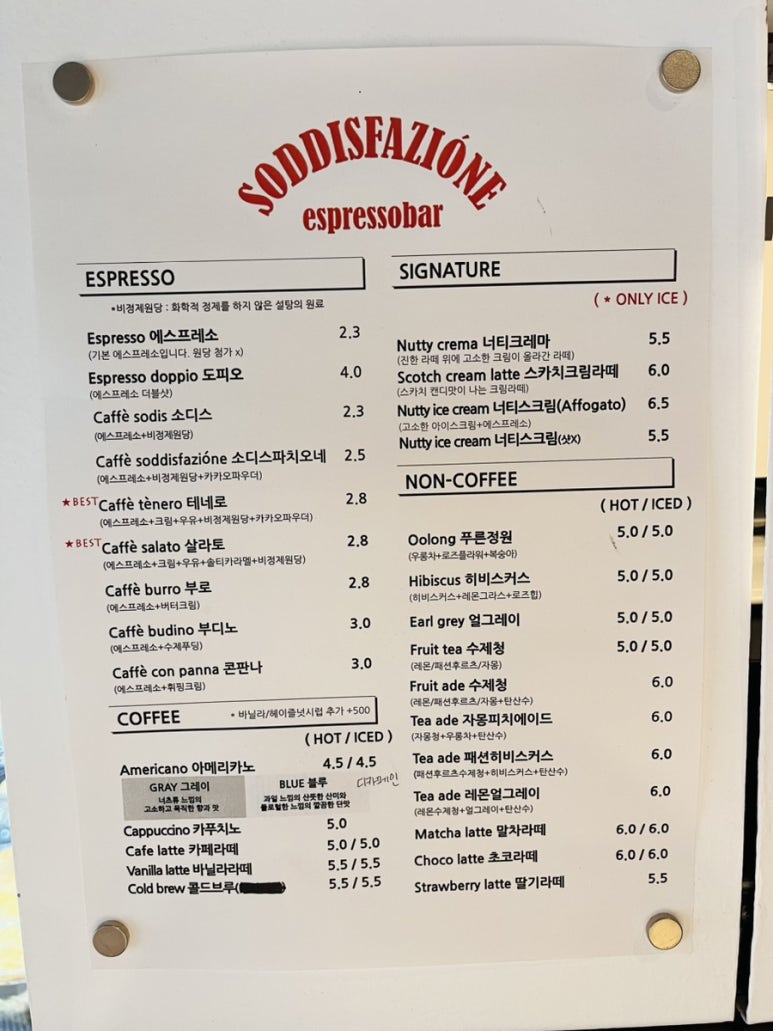 SODDISFAZIÓNE
espressobar
ESPRESSO
*비정제원당 : 화학적 정제를 하지 않은 설탕의 원료
Espresso 에스프레소 2.3
(기본 에스프레소입니다. 원당 첨가 x)
Espresso doppio 도피오 4.0
(에스프레소 더블샷)
Caffè sodis 소디스 2.3
(에스프레소+비정제원당)
Caffè soddisfazióne 소디스파치오네 2.5
(에스프레소+비정제원당+카카오파우더)
★BEST Caffè tènero 테네로 2.8
(에스프레소+크림+우유+비정제원당+카카오파우더)
★BEST Caffè salato 살라토 2.8
(에스프레소+크림+우유+솔티카라멜+비정제원당)
Caffè burro 부로 2.8
(에스프레소+버터크림)
Caffè budino 부디노 3.0
(에스프레소+수제푸딩)
Caffè con panna 콘판나 3.0
(에스프레소+휘핑크림)
COFFEE * 바닐라/헤이즐넛시럽 추가 +500
( HOT / ICED )
Americano 아메리카노 4.5 / 4.5
GRAY 그레이
너츠류 느낌의
고소하고 묵직한 향과 맛
BLUE 블루
과일 느낌의 산뜻한 산미와
플로럴한 느낌의 깔끔한 단맛
디카페인
Cappuccino 카푸치노 5.0
Cafe latte 카페라떼 5.0 / 5.0
Vanilla latte 바닐라라떼 5.5 / 5.5
Cold brew 콜드브루( ) 5.5 / 5.5
SIGNATURE
( * ONLY ICE )
Nutty crema 너티크레마 5.5
(진한 라떼 위에 고소한 크림이 올라간 라떼)
Scotch cream latte 스카치크림라떼 6.0
(스카치 캔디맛이 나는 크림라떼)
Nutty ice cream 너티스크림(Affogato) 6.5
(고소한 아이스크림+에스프레소)
Nutty ice cream 너티스크림(샷X) 5.5
NON-COFFEE
( HOT / ICED )
Oolong 푸른정원 5.0 / 5.0
(우롱차+로즈플라워+복숭아)
Hibiscus 히비스커스 5.0 / 5.0
(히비스커스+레몬그라스+로즈힙)
Earl grey 얼그레이 5.0 / 5.0
Fruit tea 수제청 5.0 / 5.0
(레몬/패션후르츠/자몽)
Fruit ade 수제청 6.0
(레몬/패션후르츠/자몽+탄산수)
Tea ade 자몽피치에이드 6.0
(자몽청+우롱차+탄산수)
Tea ade 패션히비스커스 6.0
(패션후르츠수제청+히비스커스+탄산수)
Tea ade 레몬얼그레이 6.0
(레몬수제청+얼그레이+탄산수)
Matcha latte 말차라떼 6.0 / 6.0
Choco latte 초코라떼 6.0 / 6.0
Strawberry latte 딸기라떼 5.5